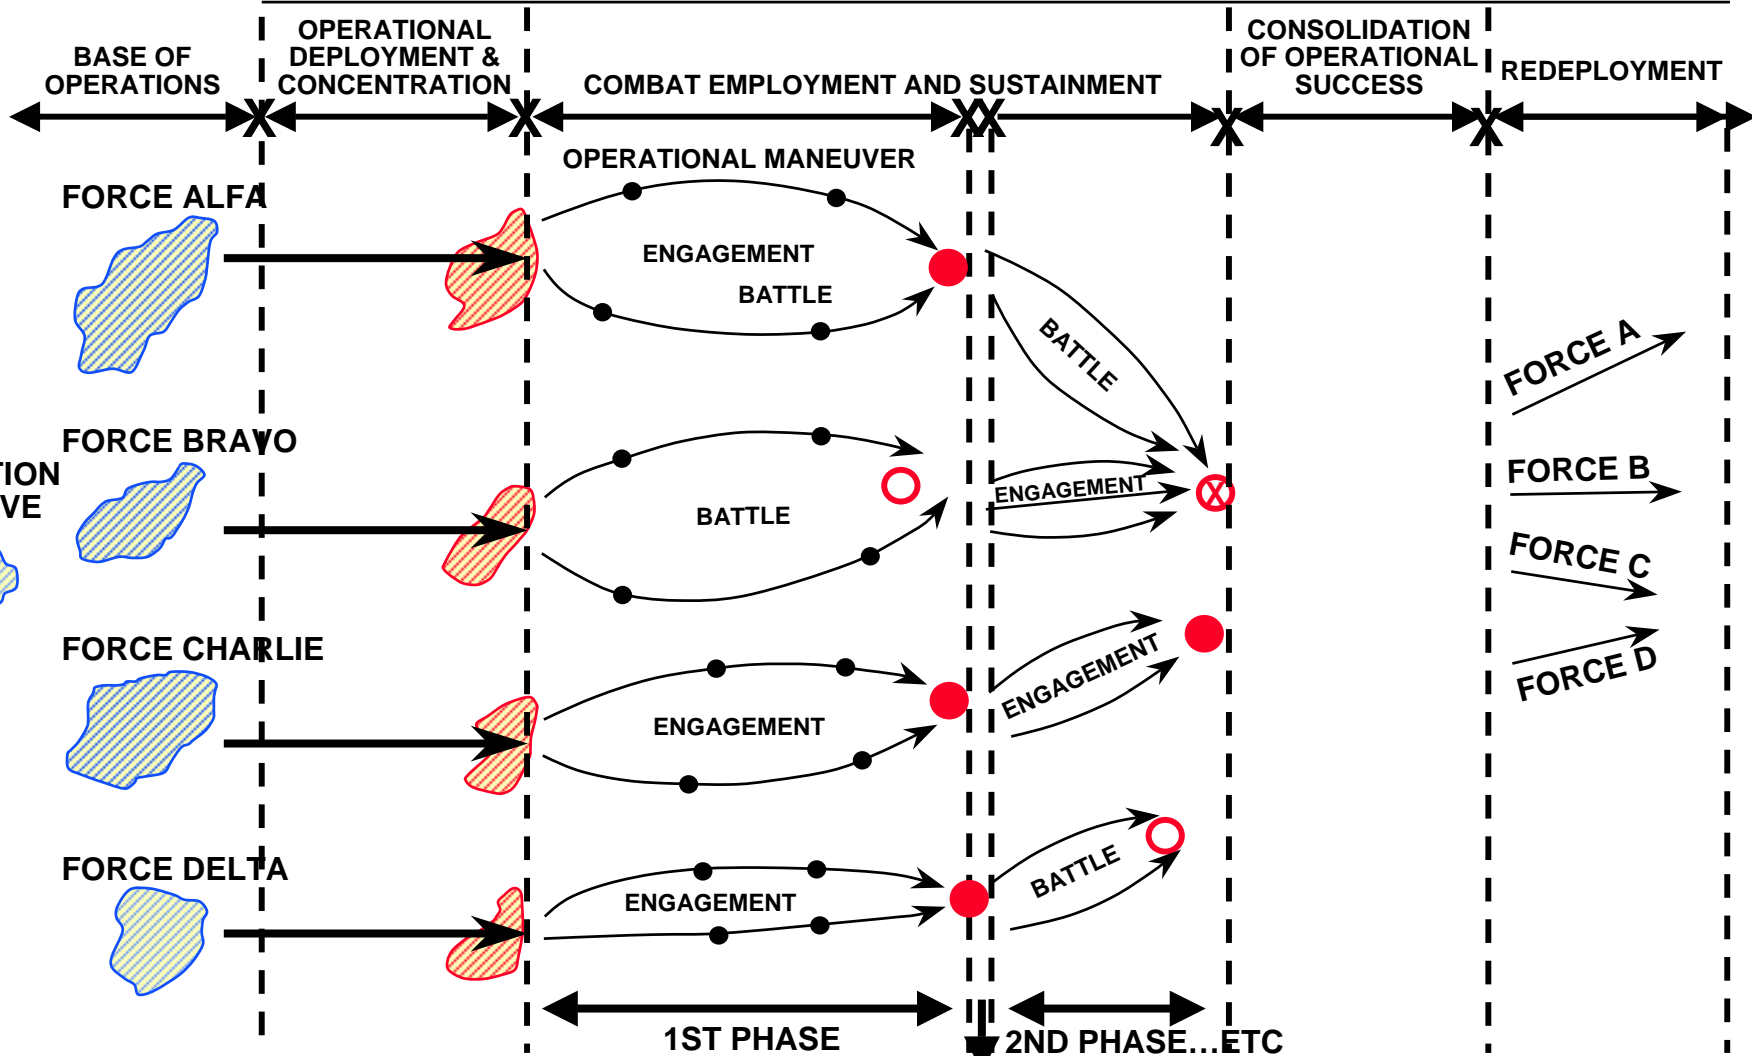 BASE OF
OPERATIONS
OPERATIONAL
DEPLOYMENT &
CONCENTRATION
COMBAT EMPLOYMENT AND SUSTAINMENT
CONSOLIDATION
OF OPERATIONAL
SUCCESS
REDEPLOYMENT
X
X
XX
X
X
OPERATIONAL MANEUVER
FORCE ALFA
ENGAGEMENT
BATTLE
BATTLE
FORCE A
FORCE BRAVO
TION
VE
BATTLE
ENGAGEMENT
X
FORCE B
FORCE C
FORCE CHARLIE
ENGAGEMENT
ENGAGEMENT
FORCE D
FORCE DELTA
ENGAGEMENT
BATTLE
1ST PHASE
2ND PHASE...ETC